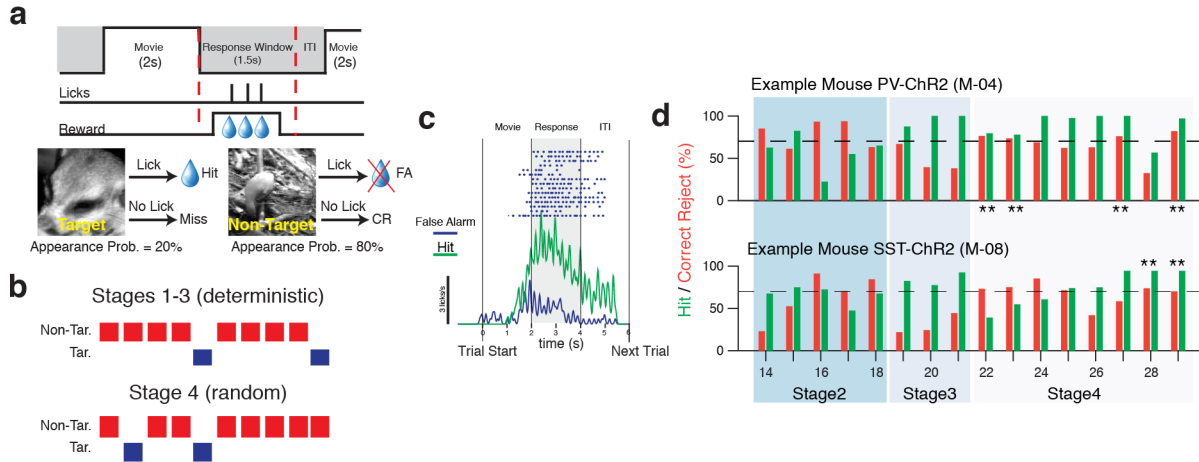 a
Movie
(2s)
Response Window
(1.5s)
ITI
Movie
(2s)
Licks
Reward
Target
Lick
Hit
No Lick
Miss
Appearance Prob. = 20%
Non-Target
Lick
FA
No Lick
CR
Appearance Prob. = 80%
b
Stages 1-3 (deterministic)
Non-Tar.
Tar.
Stage 4 (random)
Non-Tar.
Tar.
c
Movie
Response
ITI
False Alarm
Hit
3 licks/s
0
1
2
3
4
5
6
Trial Start
time (s)
Next Trial
d
Hit / Correct Reject (%)
Example Mouse PV-ChR2 (M-04)
100
50
0
** ** ** **
Example Mouse SST-ChR2 (M-08)
** **
100
50
0
14 16 18 20 22 24 26 28
Stage2
Stage3
Stage4